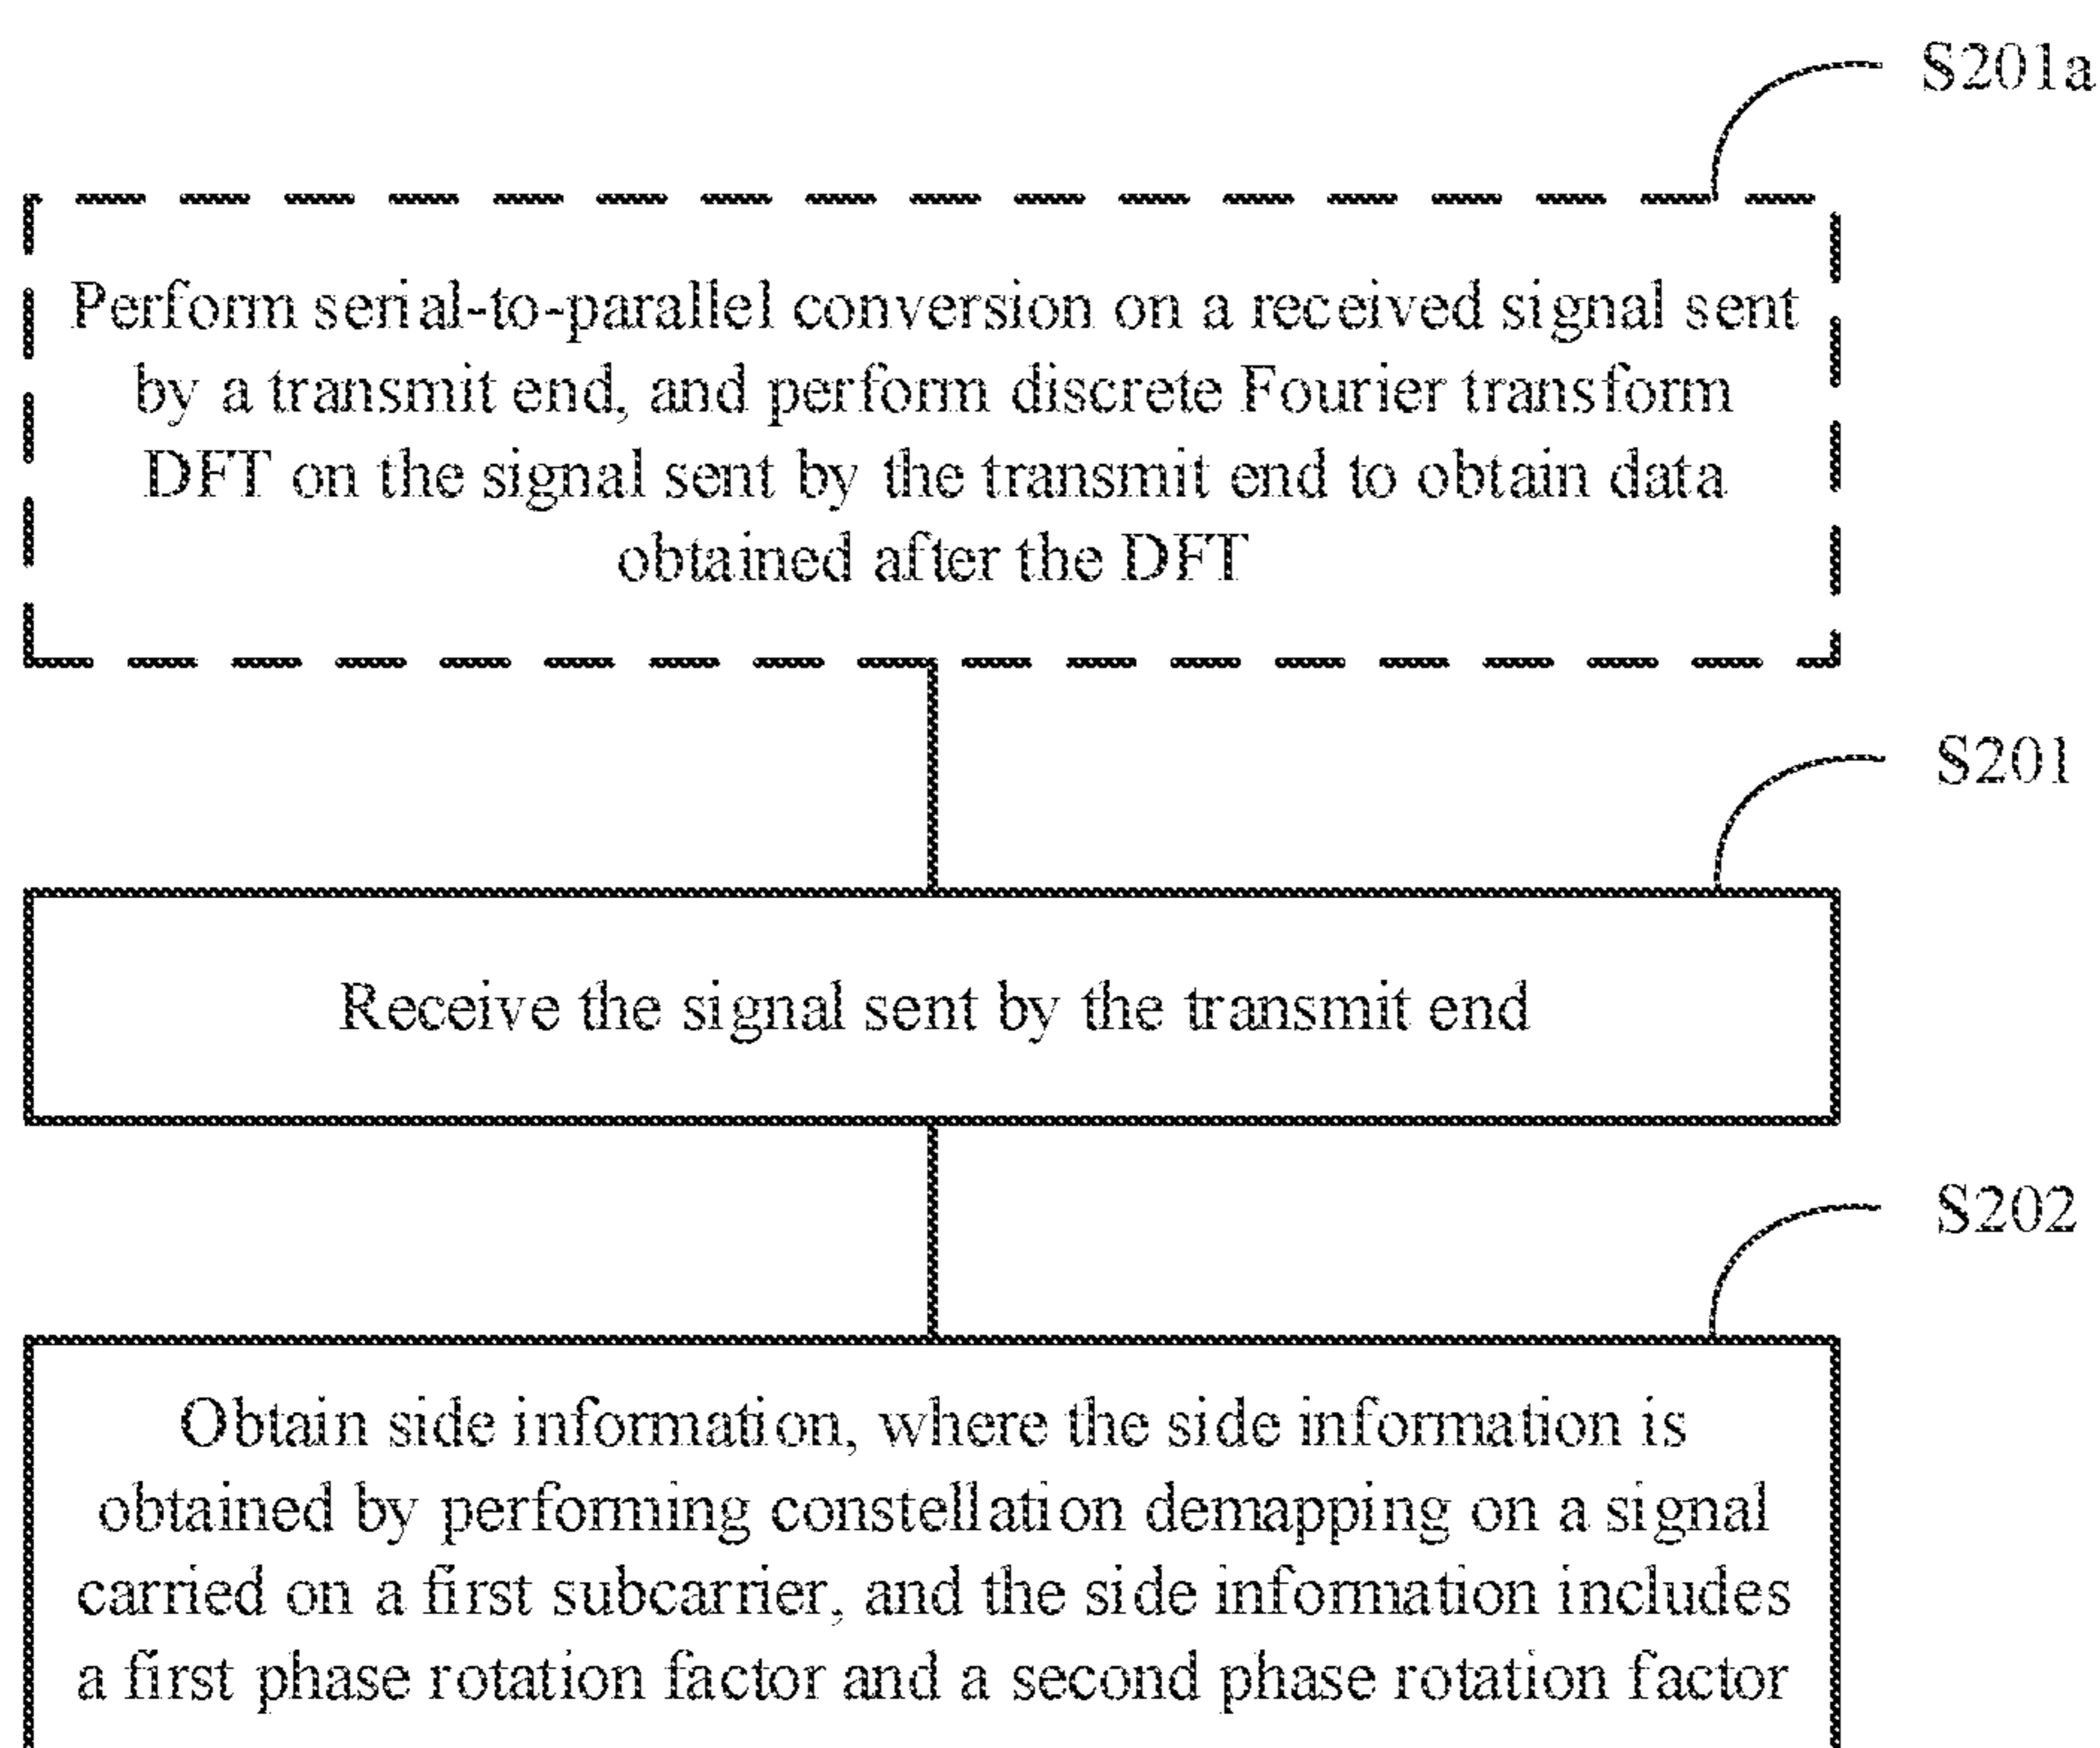 S201a
Perform serial-to-parallel conversion on a received signal sent
by a transmit end, and perform discrete Fourier transform
DFT on the signal sent by the transmit end to obtain data
obtained after the DFT
S201
Receive the signal sent by the transmit end
S202
Obtain side information, where the side information is
obtained by performing constellation demapping on a signal
carried on a first subcarrier, and the side information includes
a first phase rotation factor and a second phase rotation factor